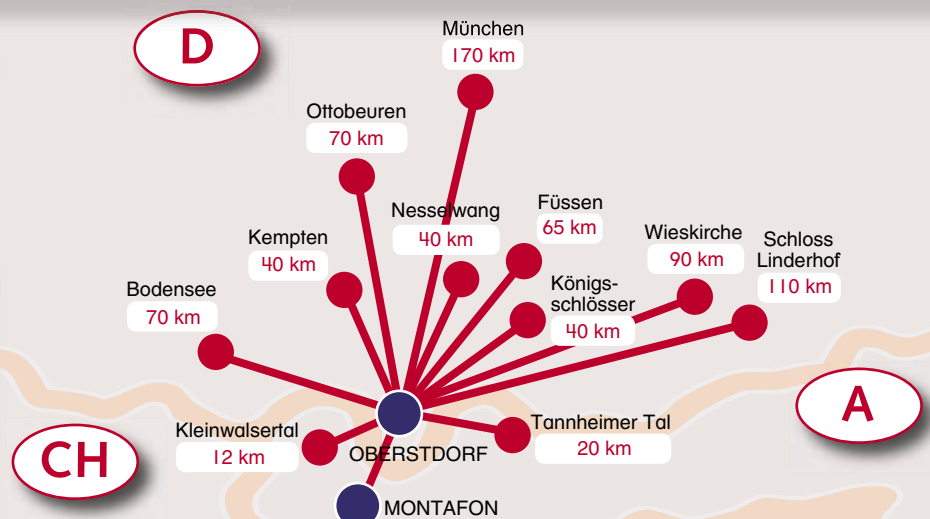 D
München
170 km
Ottobeuren
70 km
Nesselwang
40 km
Füssen
65 km
Kempten
40 km
Wieskirche
90 km
Schloss
Linderhof
110 km
Königs-
schlösser
40 km
Bodensee
70 km
A
Kleinwalsertal
12 km
Tannheimer Tal
20 km
CH
OBERSTDORF
MONTAFON